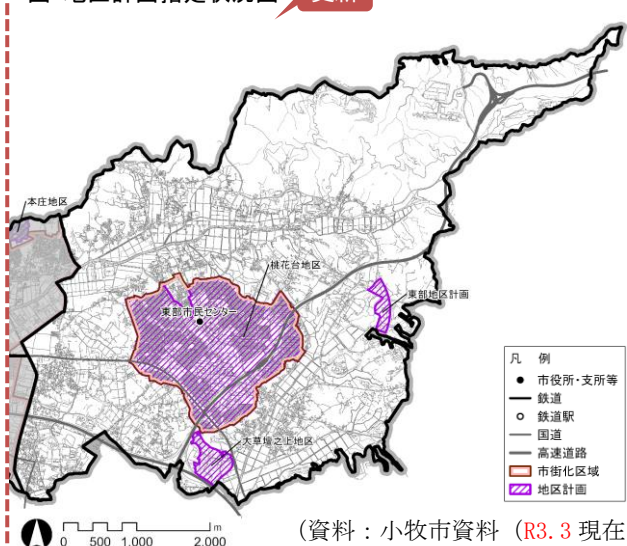 本庄地区
桃花台地区
東部市民センター
東部地区計画
大草堤之上地区
凡 例
市役所・支所等
鉄道
鉄道駅
国道
高速道路
市街化区域
地区計画
0 500 1,000 2,000
m
(資料:小牧市資料(R3.3 現在